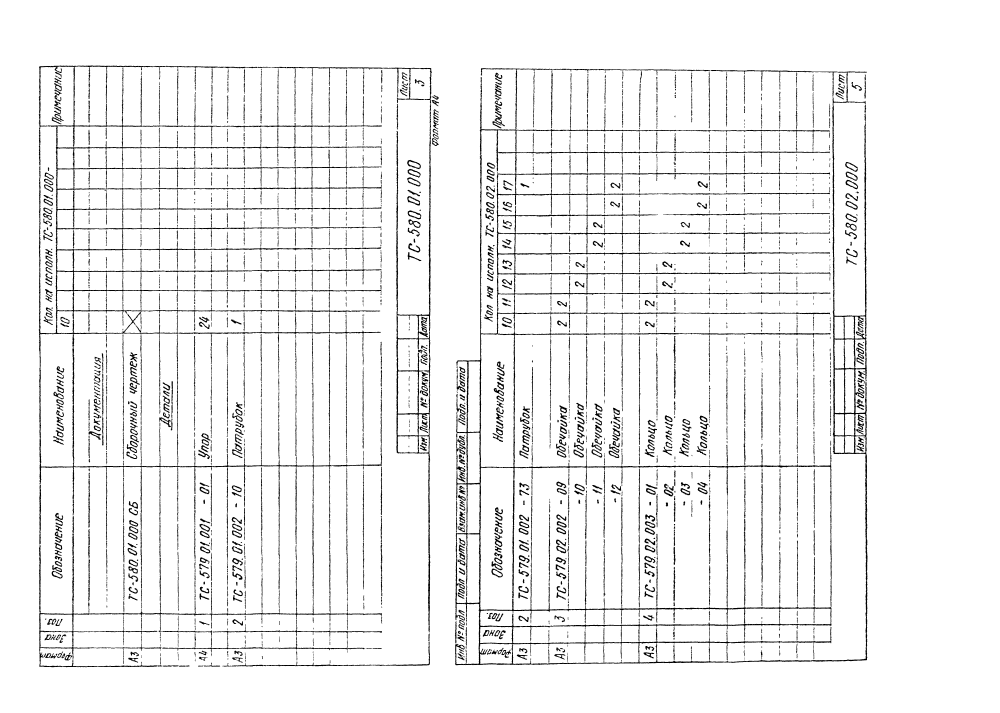 Формат Зона Поз. Обозначение Наименование Кол. на исполн. ТС-580.01.000- Примечание
10
Документация
А3 ТС-580.01.000 СБ Сборочный чертеж
Детали
А4 1 ТС-579.01.001 -01 Упор 24
А3 2 ТС-579.01.002 -10 Патрубок 1
Изм Лист № докум. Подп. Дата
ТС-580.01.000
Лист
3
Формат А4
Инв № подл Подп. и дата Взам.инв № Инв. № дубл. Подп. и дата
Формат Зона Поз. Обозначение Наименование Кол на исполн. ТС-580.02.000 Примечание
10 11 12 13 14 15 16 17
А3 2 ТС-579.01.002 -73 Патрубок 1
А3 3 ТС-579.02.002 -09 Обечайка 2 2
-10 Обечайка 2 2
-11 Обечайка 2 2
-12 Обечайка 2 2
А3 4 ТС-579.02.003 -01 Кольцо 2 2
-02 Кольцо 2 2
-03 Кольцо 2 2
-04 Кольцо 2 2
Изм Лист № докум. Подп. Дата
ТС-580.02.000
Лист
5